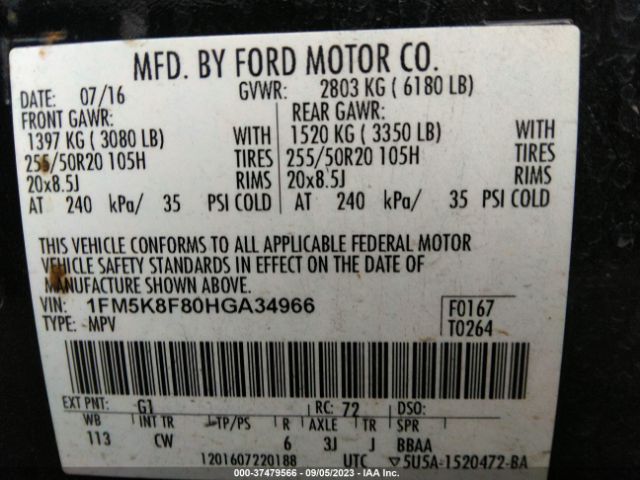 MFD. BY FORD MOTOR CO.
DATE: 07/16 GVWR: 2803 KG ( 6180 LB)
FRONT GAWR: REAR GAWR:
1397 KG ( 3080 LB) WITH 1520 KG ( 3350 LB) WITH
255/50R20 105H TIRES 255/50R20 105H TIRES
20x8.5J RIMS 20x8.5J RIMS
AT 240 kPa/ 35 PSI COLD AT 240 kPa/ 35 PSI COLD
THIS VEHICLE CONFORMS TO ALL APPLICABLE FEDERAL MOTOR
VEHICLE SAFETY STANDARDS IN EFFECT ON THE DATE OF
MANUFACTURE SHOWN ABOVE.
VIN: 1FM5K8F80HGA34966 F0167
TYPE: MPV T0264
EXT PNT: G1 RC: 72 DSO:
WB INT TR TP/PS R AXLE TR SPR
113 CW 6 3J J BBAA
1201607220188 UTC ▽5U5A-1520472-BA
Stock #: 37479566 | 09/05/2023 | IAA Inc.